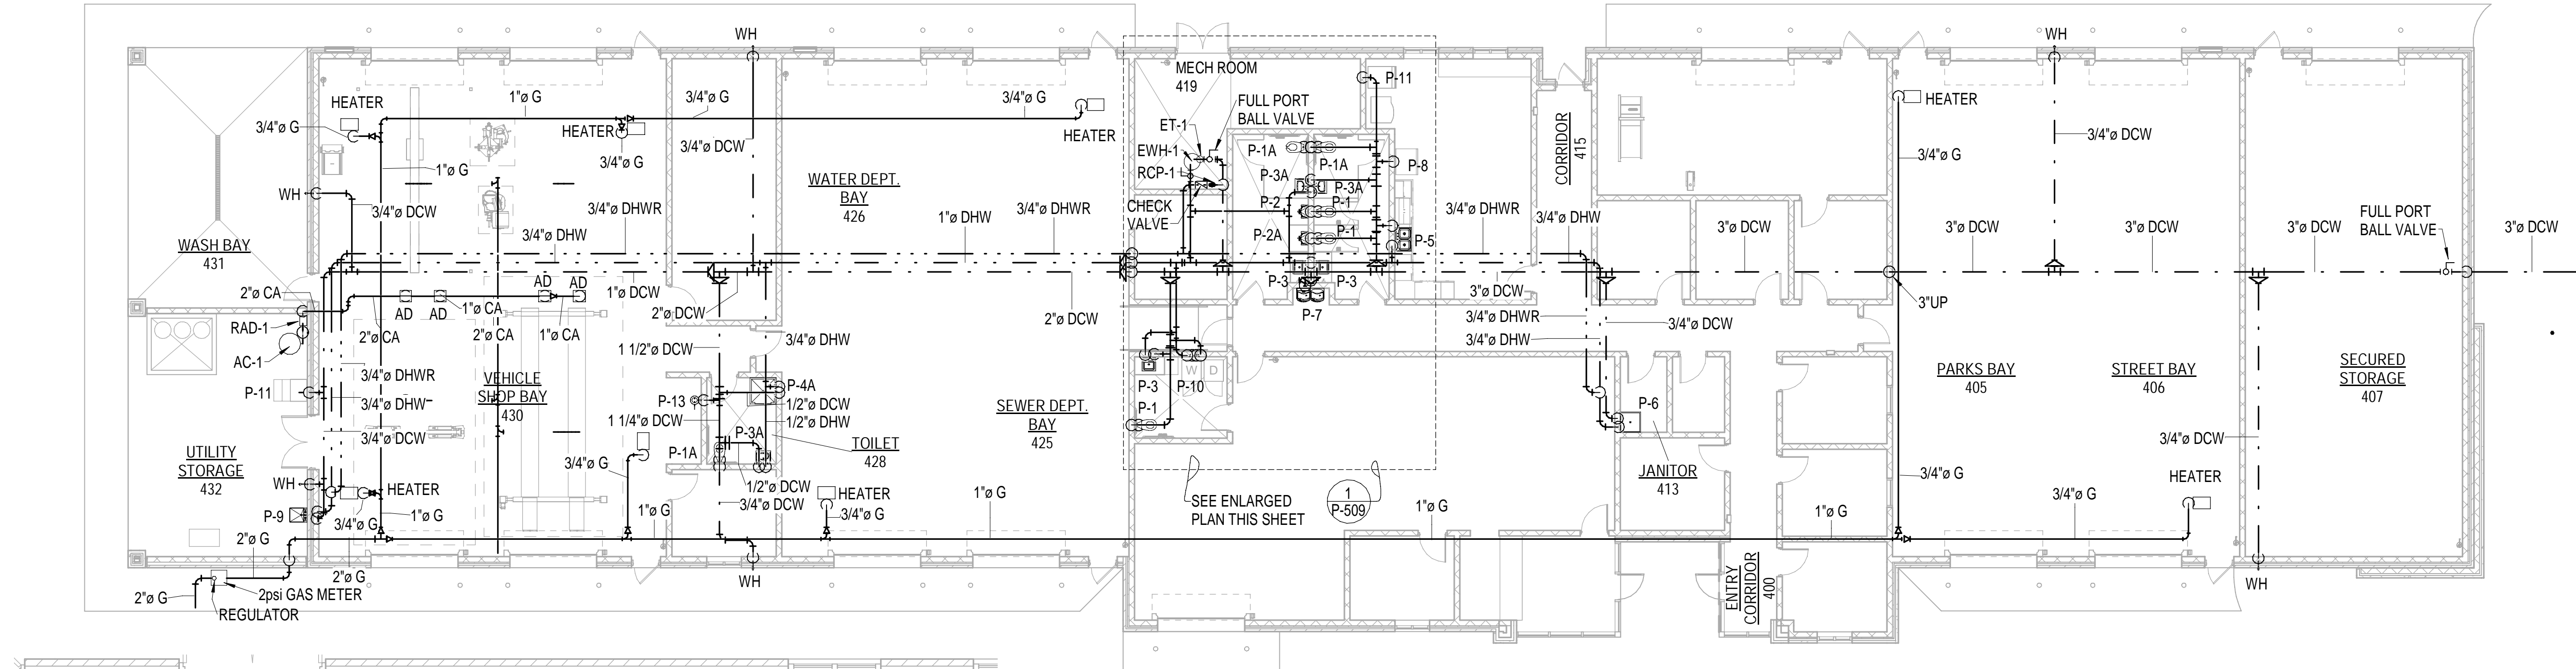 WH
WH
MECH ROOM
419
P-11
FULL PORT
BALL VALVE
HEATER
1"ø G
3/4"ø G
3/4"ø G
HEATER
3/4"ø G
HEATER
HEATER
3/4"ø G
3/4"ø DCW
ET-1
EWH-1
RCP-1
P-1A
P-1A
P-8
CORRIDOR
415
3/4"ø DCW
3/4"ø G
1"ø G
WATER DEPT.
BAY
426
P-3A
P-3A
WH
3/4"ø DCW
3/4"ø DHWR
1"ø DHW
3/4"ø DHWR
CHECK
VALVE
P-2
P-1
3/4"ø DHWR
3/4"ø DHW
FULL PORT
BALL VALVE
3"ø DCW
3"ø DCW
3"ø DCW
3"ø DCW
3"ø DCW
WASH BAY
431
3/4"ø DHW
P-2A
P-1
P-5
2"ø CA
AD
AD
1"ø DCW
P-3
P-3
3"ø DCW
3"UP
RAD-1
AD
AD
1"ø CA
2"ø DCW
2"ø DCW
P-7
3/4"ø DHWR
3/4"ø DCW
AC-1
2"ø CA
2"ø CA
1"ø CA
1 1/2"ø DCW
3/4"ø DHW
3/4"ø DHW
3/4"ø DHWR
VEHICLE
SHOP BAY
430
P-4A
P-3
P-10
W
D
PARKS BAY
405
STREET BAY
406
SECURED
STORAGE
407
P-11
3/4"ø DHW
P-13
1/2"ø DCW
SEWER DEPT.
BAY
425
P-1
P-6
1 1/4"ø DCW
1/2"ø DHW
3/4"ø DCW
P-3A
TOILET
428
3/4"ø DCW
UTILITY
STORAGE
432
P-1A
3/4"ø G
JANITOR
413
3/4"ø G
HEATER
WH
HEATER
1/2"ø DCW
HEATER
SEE ENLARGED
PLAN THIS SHEET
1
P-509
3/4"ø G
P-9
3/4"ø G
1"ø G
1"ø G
3/4"ø DCW
3/4"ø G
1"ø G
1"ø G
1"ø G
2"ø G
2"ø G
WH
ENTRY
CORRIDOR
400
WH
2"ø G
2psi GAS METER
REGULATOR